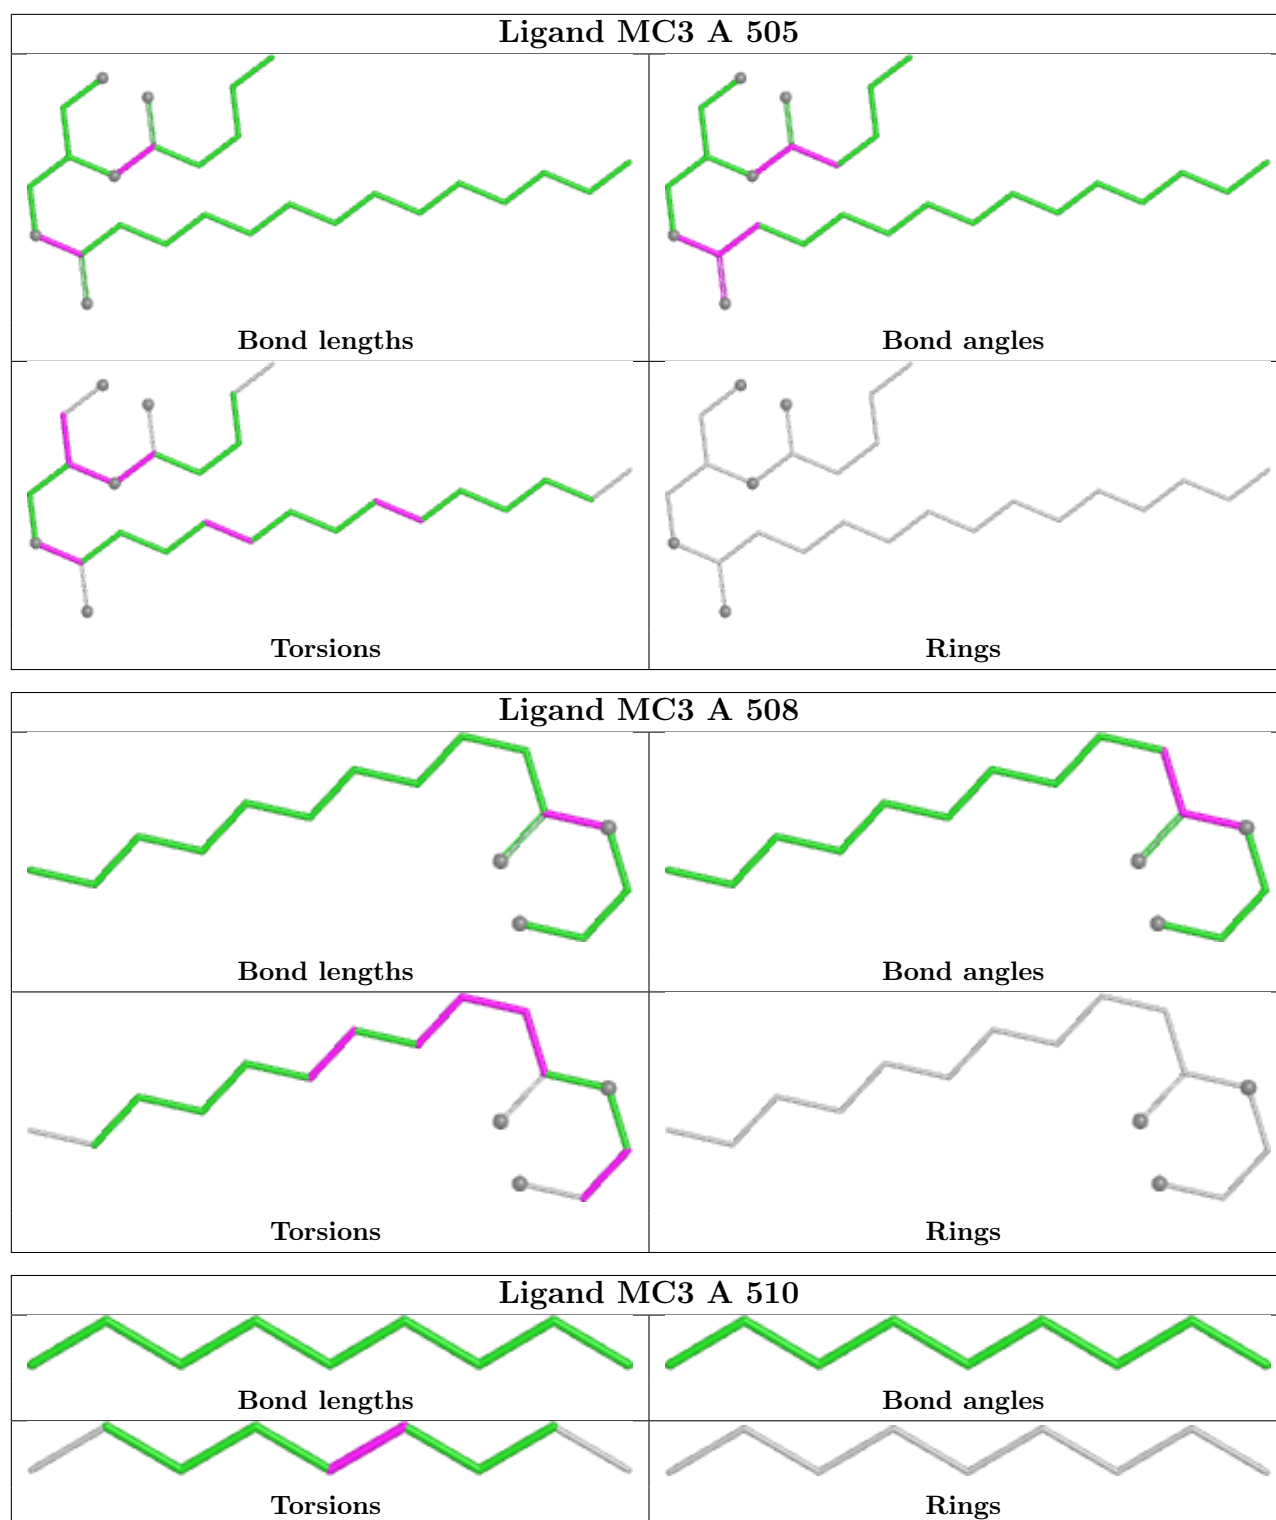 Ligand MC3 A 505
Bond lengths
Bond angles
Torsions
Rings
Ligand MC3 A 508
Bond lengths
Bond angles
Torsions
Rings
Ligand MC3 A 510
Bond lengths
Bond angles
Torsions
Rings